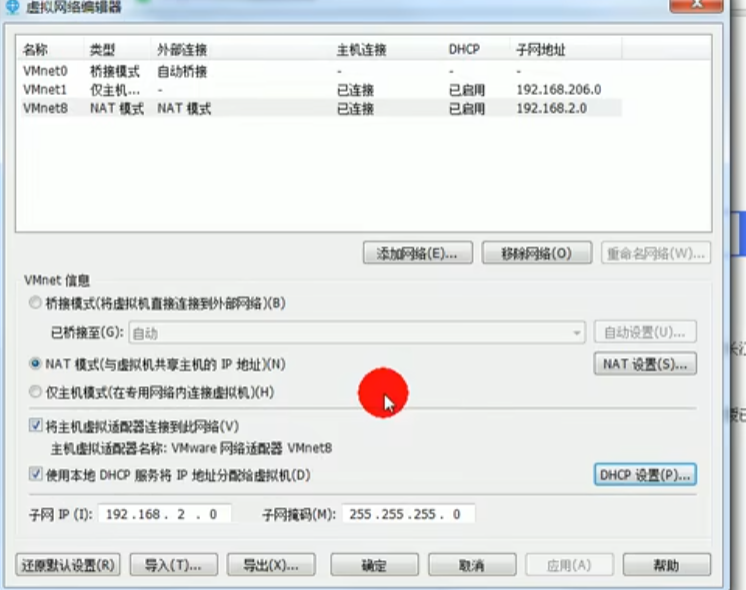 虚拟网络编辑器
名称 类型 外部连接 主机连接 DHCP 子网地址
VMnet0 桥接模式 自动桥接 - - -
VMnet1 仅主机... - 已连接 已启用 192.168.206.0
VMnet8 NAT 模式 NAT 模式 已连接 已启用 192.168.2.0
添加网络(E)... 移除网络(O) 重命名网络(W)...
VMnet 信息
桥接模式(将虚拟机直接连接到外部网络)(B)
已桥接至(G): 自动 自动设置(U)...
NAT 模式(与虚拟机共享主机的 IP 地址)(N) NAT 设置(S)...
仅主机模式(在专用网络内连接虚拟机)(H)
将主机虚拟适配器连接到此网络(V)
主机虚拟适配器名称: VMware 网络适配器 VMnet8
使用本地 DHCP 服务将 IP 地址分配给虚拟机(D) DHCP 设置(P)...
子网 IP (I): 192 .168 . 2 . 0 子网掩码(M): 255 .255 .255 . 0
还原默认设置(R) 导入(T)... 导出(X)... 确定 取消 应用(A) 帮助